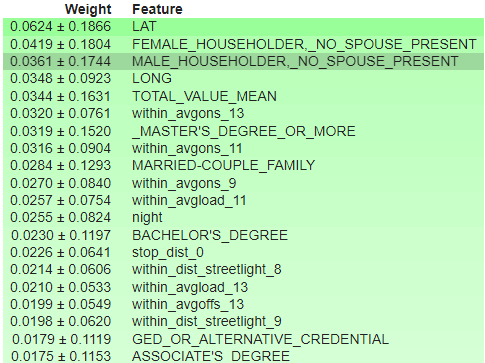 Weight Feature
0.0624 ± 0.1866 LAT
0.0419 ± 0.1804 FEMALE_HOUSEHOLDER,_NO_SPOUSE_PRESENT
0.0361 ± 0.1744 MALE_HOUSEHOLDER,_NO_SPOUSE_PRESENT
0.0348 ± 0.0923 LONG
0.0344 ± 0.1631 TOTAL_VALUE_MEAN
0.0320 ± 0.0761 within_avgons_13
0.0319 ± 0.1520 _MASTER'S_DEGREE_OR_MORE
0.0316 ± 0.0904 within_avgons_11
0.0284 ± 0.1293 MARRIED-COUPLE_FAMILY
0.0270 ± 0.0840 within_avgons_9
0.0257 ± 0.0754 within_avgload_11
0.0255 ± 0.0824 night
0.0230 ± 0.1197 BACHELOR'S_DEGREE
0.0226 ± 0.0641 stop_dist_0
0.0214 ± 0.0606 within_dist_streetlight_8
0.0210 ± 0.0533 within_avgload_13
0.0199 ± 0.0549 within_avgoffs_13
0.0198 ± 0.0620 within_dist_streetlight_9
0.0179 ± 0.1119 GED_OR_ALTERNATIVE_CREDENTIAL
0.0175 ± 0.1153 ASSOCIATE'S_DEGREE